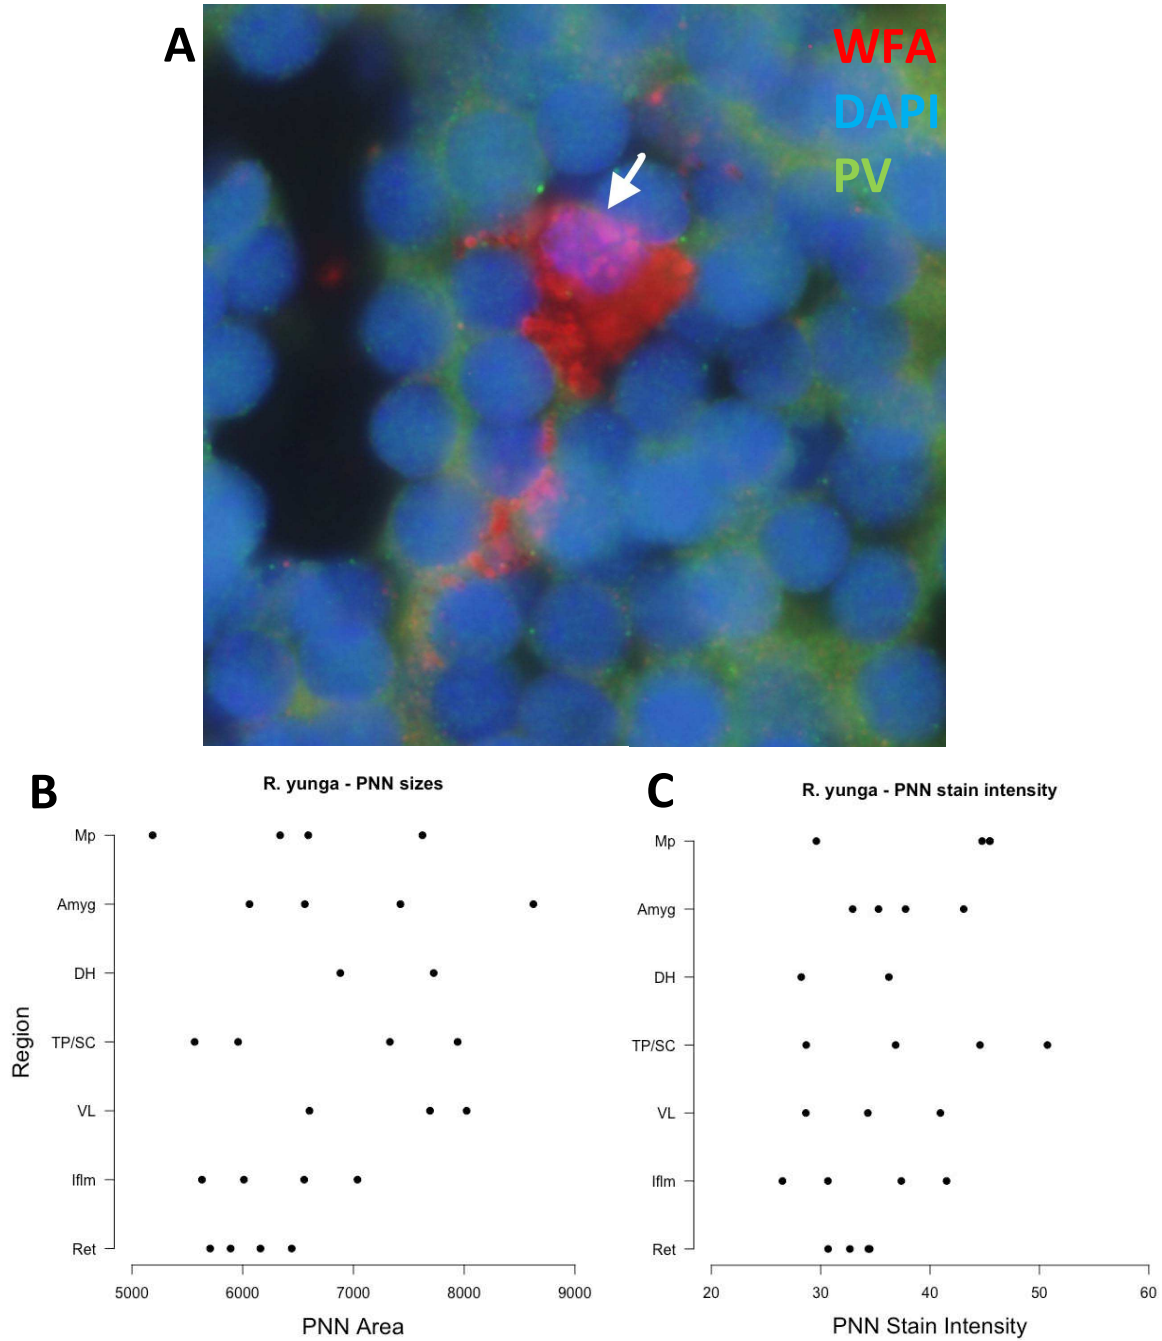 A
WFA
DAPI
PV
B
R. yunga - PNN sizes
Region
Mp
Amyg
DH
TP/SC
VL
Iflm
Ret
5000 6000 7000 8000 9000
PNN Area
C
R. yunga - PNN stain intensity
Mp
Amyg
DH
TP/SC
VL
Iflm
Ret
20 30 40 50 60
PNN Stain Intensity